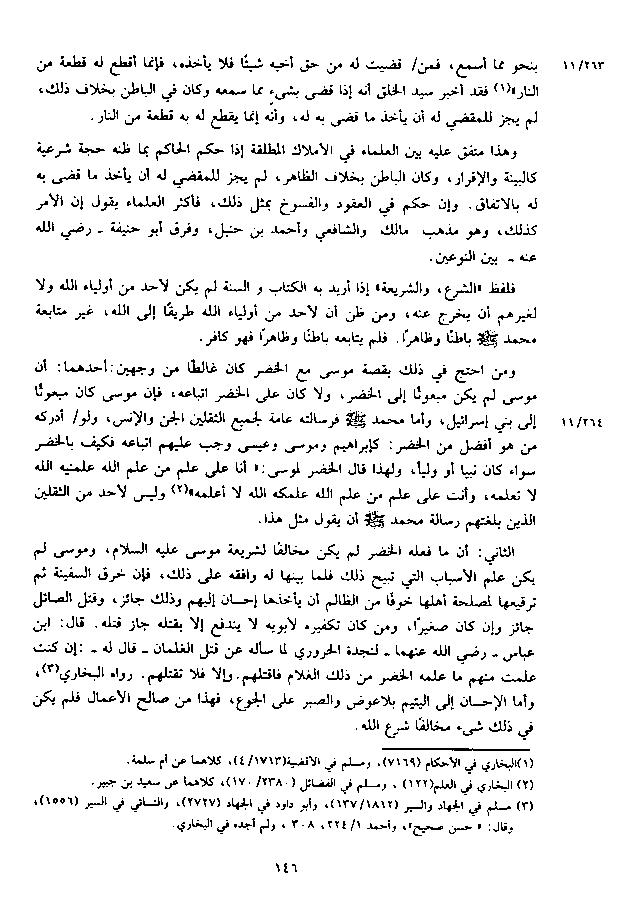 ١١/٢٦٣ بنحو مما أسمع، فمن/ قضيت له من حق أخيه شيئًا فلا يأخذه، فإنما أقطع له قطعة من
النار»(١) فقد أخبر سيد الخلق أنه إذا قضى بشيءٍ مما سمعه وكان في الباطن بخلاف ذلك،
لم يجز للمقضي له أن يأخذ ما قضى به له، وأنه إنما يقطع له به قطعة من النار.
وهذا متفق عليه بين العلماء في الأملاك المطلقة إذا حكم الحاكم بما ظنه حجة شرعية
كالبينة والإقرار، وكان الباطن بخلاف الظاهر، لم يجز للمقضي له أن يأخذ ما قضى به
له بالاتفاق. وإن حكم في العقود والفسوخ بمثل ذلك، فأكثر العلماء يقول إن الأمر
كذلك، وهو مذهب مالك والشافعي وأحمد بن حنبل، وفرق أبو حنيفة ـ رضي الله
عنه ـ بين النوعين.
فلفظ «الشرع، والشريعة» إذا أريد به الكتاب و السنة لم يكن لأحد من أولياء الله ولا
لغيرهم أن يخرج عنه، ومن ظن أن لأحد من أولياء الله طريقًا إلى الله، غير متابعة
محمد ﷺ باطنًا وظاهرًا. فلم يتابعه باطنًا وظاهرًا فهو كافر.
ومن احتج في ذلك بقصة موسى مع الخضر كان غالطًا من وجهين:أحدهما: أن
موسى لم يكن مبعوثًا إلى الخضر، ولا كان على الخضر اتباعه، فإن موسى كان مبعوثًا
١١/٢٦٤ إلى بني إسرائيل، وأما محمد ﷺ فرسالته عامة لجميع الثقلين الجن والإنس، ولو/ أدركه
من هو أفضل من الخضر: كإبراهيم وموسى وعيسى وجب عليهم اتباعه فكيف بالخضر
سواء كان نبيا أو وليًا، ولهذا قال الخضر لموسى:« أنا على علم من علم الله علمنيه الله
لا تعلمه، وأنت على علم من علم الله علمكه الله لا أعلمه»(٢) وليس لأحد من الثقلين
الذين بلغتهم رسالة محمد ﷺ أن يقول مثل هذا.
الثاني: أن ما فعله الخضر لم يكن مخالفًا لشريعة موسى عليه السلام، وموسى لم
يكن علم الأسباب التي تبيح ذلك فلما بينها له وافقه على ذلك، فإن خرق السفينة ثم
ترقيعها لمصلحة أهلها خوفًا من الظالم أن يأخذها إحسان إليهم وذلك جائز، وقتل الصائل
جائز وإن كان صغيرًا، ومن كان تكفيره لأبويه لا يندفع إلا بقتله جاز قتله. قال: ابن
عباس ـ رضي الله عنهما ـ لنجدة الحروري لما سأله عن قتل الغلمان ـ قال له ـ :إن كنت
علمت منهم ما علمه الخضر من ذلك الغلام فاقتلهم.وإلا فلا تقتلهم. رواه البخاري(٣)،
وأما الإحسان إلى اليتيم بلاعوض والصبر على الجوع، فهذا من صالح الأعمال فلم يكن
في ذلك شيء مخالفًا شرع الله.
(١)البخاري في الأحكام (٧١٦٩)، ومسلم في الأقضية(٤/١٧١٣)، كلاهما عن أم سلمة.
(٢) البخاري في العلم(١٢٢) ، ومسلم في الفضائل (١٧٠/٢٣٨٠)، كلاهما عن سعيد بن جبير.
(٣) مسلم في الجهاد والسير (١٣٧/١٨١٢)، وأبو داود في الجهاد (٢٧٢٧)، والنسائي في السير (١٥٥٦)،
وقال: « حسن صحيح»، وأحمد ٢٢٤/١، ٣٠٨ ، ولم أجده في البخاري.
١٤٦